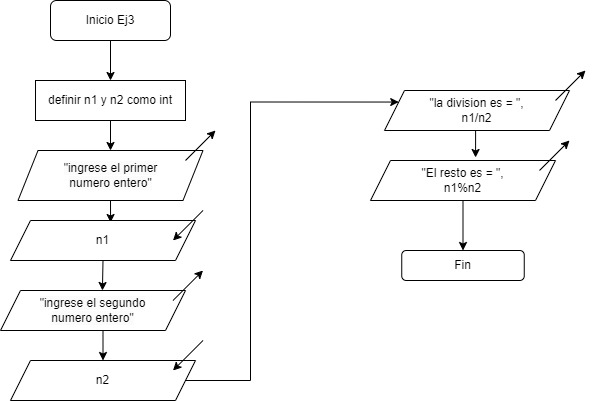 Inicio Ej3
definir n1 y n2 como int
"ingrese el primer
numero entero"
n1
"ingrese el segundo
numero entero"
n2
"la division es = ",
n1/n2
"El resto es = ",
n1%n2
Fin